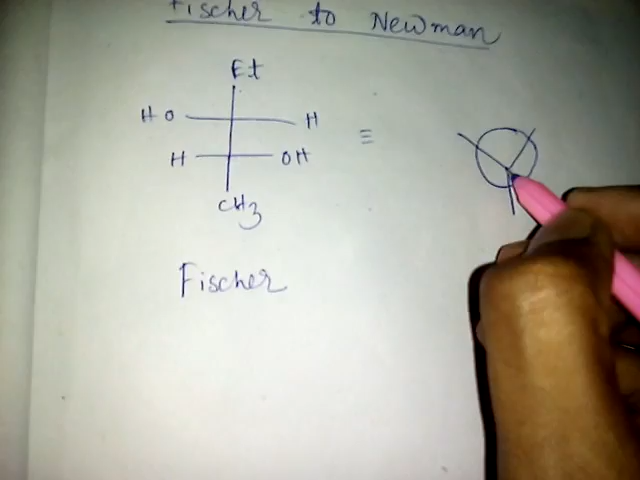 Fischer to Newman
Et
HO H
≡
H OH
CH3
Fischer